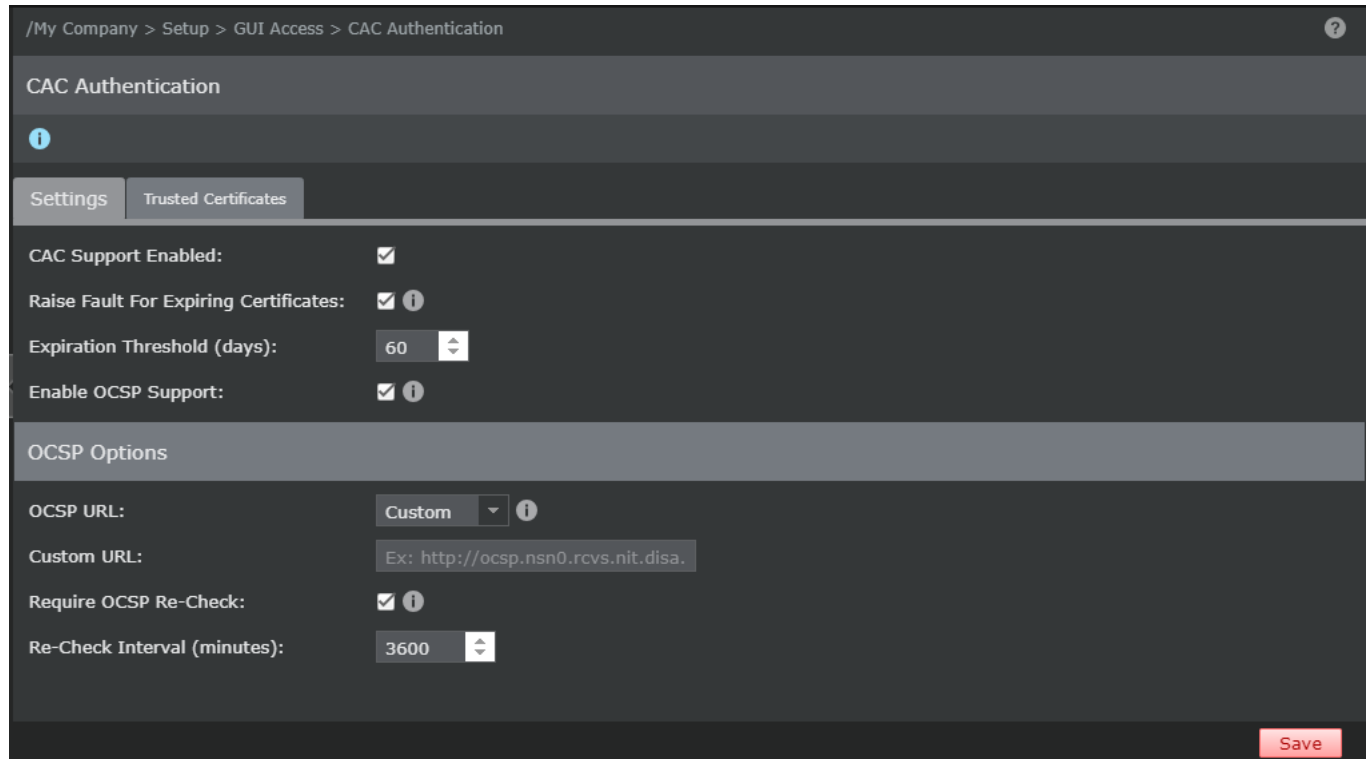 /My Company > Setup > GUI Access > CAC Authentication
CAC Authentication
Settings Trusted Certificates
CAC Support Enabled:
Raise Fault For Expiring Certificates:
Expiration Threshold (days): 60
Enable OCSP Support:
OCSP Options
OCSP URL: Custom
Custom URL: Ex: http://ocsp.nsn0.rcvs.nit.disa.
Require OCSP Re-Check:
Re-Check Interval (minutes): 3600
Save